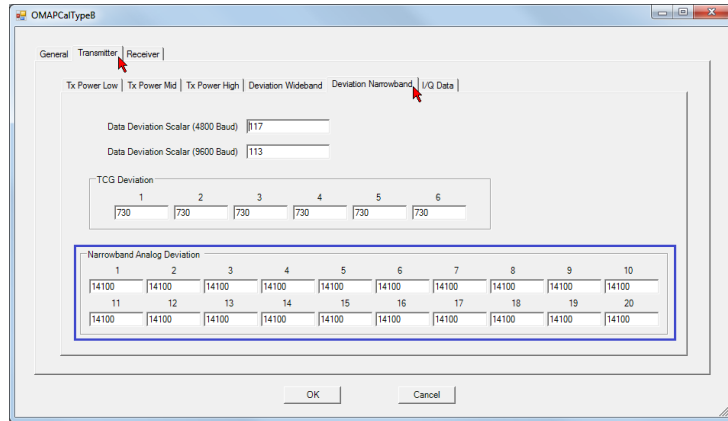 OMAPCalTypeB
General Transmitter Receiver
Tx Power Low Tx Power Mid Tx Power High Deviation Wideband Deviation Narrowband I/Q Data
Data Deviation Scalar (4800 Baud) 117
Data Deviation Scalar (9600 Baud) 113
TCG Deviation
1 2 3 4 5 6
730 730 730 730 730 730
Narrowband Analog Deviation
1 2 3 4 5 6 7 8 9 10
14100 14100 14100 14100 14100 14100 14100 14100 14100 14100
11 12 13 14 15 16 17 18 19 20
14100 14100 14100 14100 14100 14100 14100 14100 14100 14100
OK Cancel